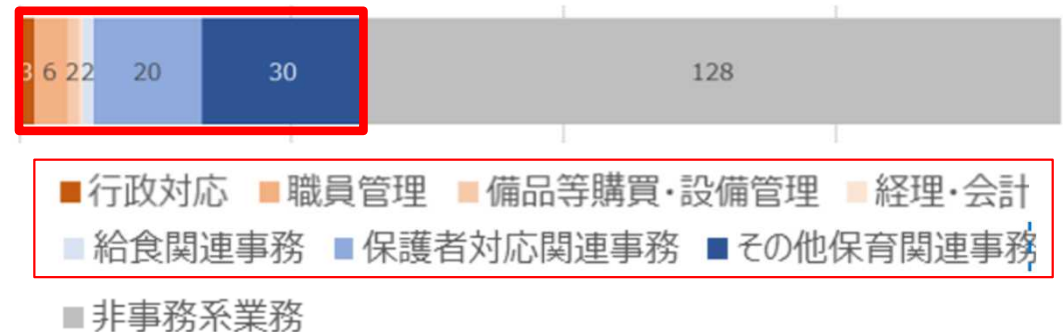 3 6 2 2 20 30 128
■行政対応 ■職員管理 ■備品等購買・設備管理 ■経理・会計
■給食関連事務 ■保護者対応関連事務 ■その他保育関連事務
■非事務系業務